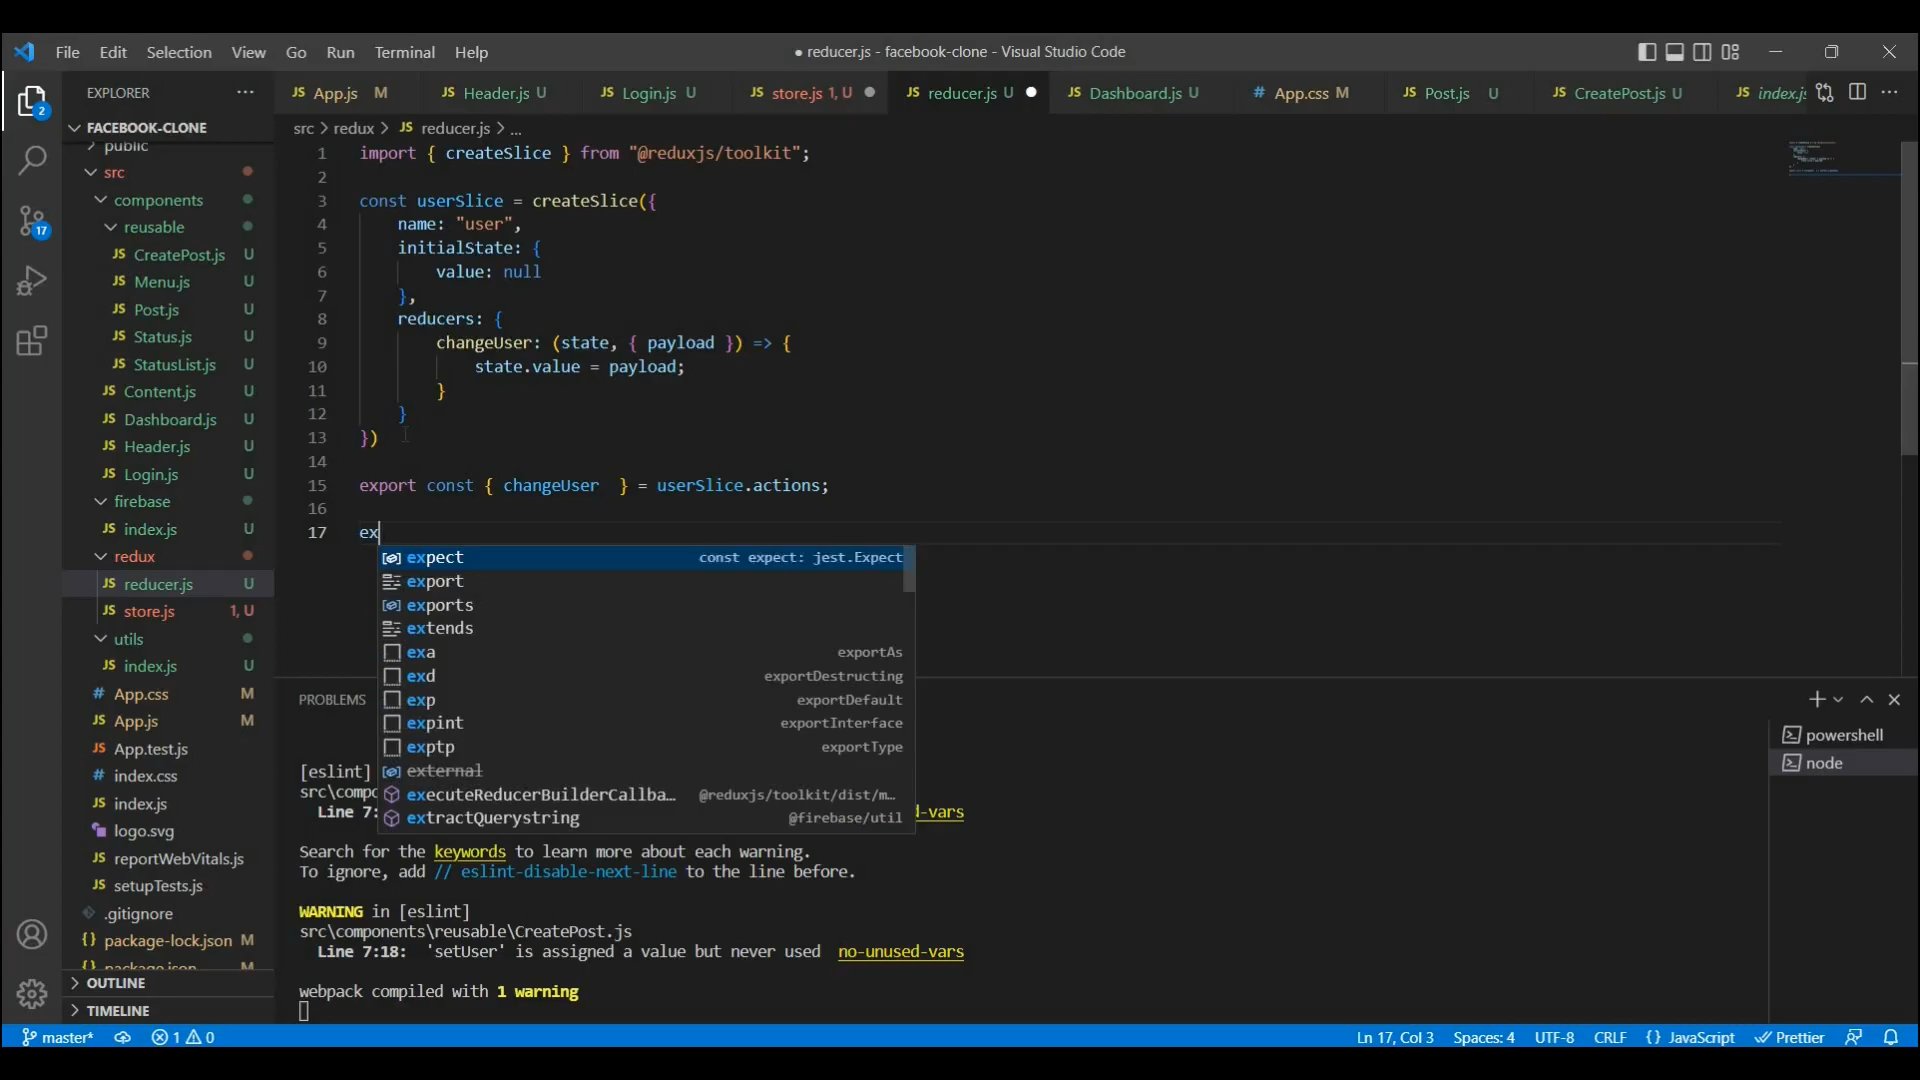 File Edit Selection View Go Run Terminal Help
● reducer.js - facebook-clone - Visual Studio Code
EXPLORER
JS App.js M
JS Header.js U
JS Login.js U
JS store.js 1, U
JS reducer.js U
JS Dashboard.js U
# App.css M
JS Post.js U
JS CreatePost.js U
JS index.js
2
17
FACEBOOK-CLONE
public
src
components
reusable
JS CreatePost.js U
JS Menu.js U
JS Post.js U
JS Status.js U
JS StatusList.js U
JS Content.js U
JS Dashboard.js U
JS Header.js U
JS Login.js U
firebase
JS index.js U
redux
JS reducer.js U
JS store.js 1, U
utils
JS index.js U
# App.css M
JS App.js M
JS App.test.js
# index.css
JS index.js
logo.svg
JS reportWebVitals.js
JS setupTests.js
.gitignore
{} package-lock.json M
{} package.json M
OUTLINE
TIMELINE
src > redux > JS reducer.js > ...
1 import { createSlice } from "@reduxjs/toolkit";
2
3 const userSlice = createSlice({
4 name: "user",
5 initialState: {
6 value: null
7 },
8 reducers: {
9 changeUser: (state, { payload }) => {
10 state.value = payload;
11 }
12 }
13 })
14
15 export const { changeUser  } = userSlice.actions;
16
17 ex
expect const expect: jest.Expect
export
exports
extends
exa exportAs
exd exportDestructing
exp exportDefault
expint exportInterface
exptp exportType
external
executeReducerBuilderCallba… @reduxjs/toolkit/dist/m…
extractQuerystring @firebase/util
PROBLEMS
powershell
node
[eslint]
src\compo
Line 7: d-vars
Search for the keywords to learn more about each warning.
To ignore, add // eslint-disable-next-line to the line before.
WARNING in [eslint]
src\components\reusable\CreatePost.js
Line 7:18: 'setUser' is assigned a value but never used no-unused-vars
webpack compiled with 1 warning
master* 1 0
Ln 17, Col 3 Spaces: 4 UTF-8 CRLF {} JavaScript Prettier